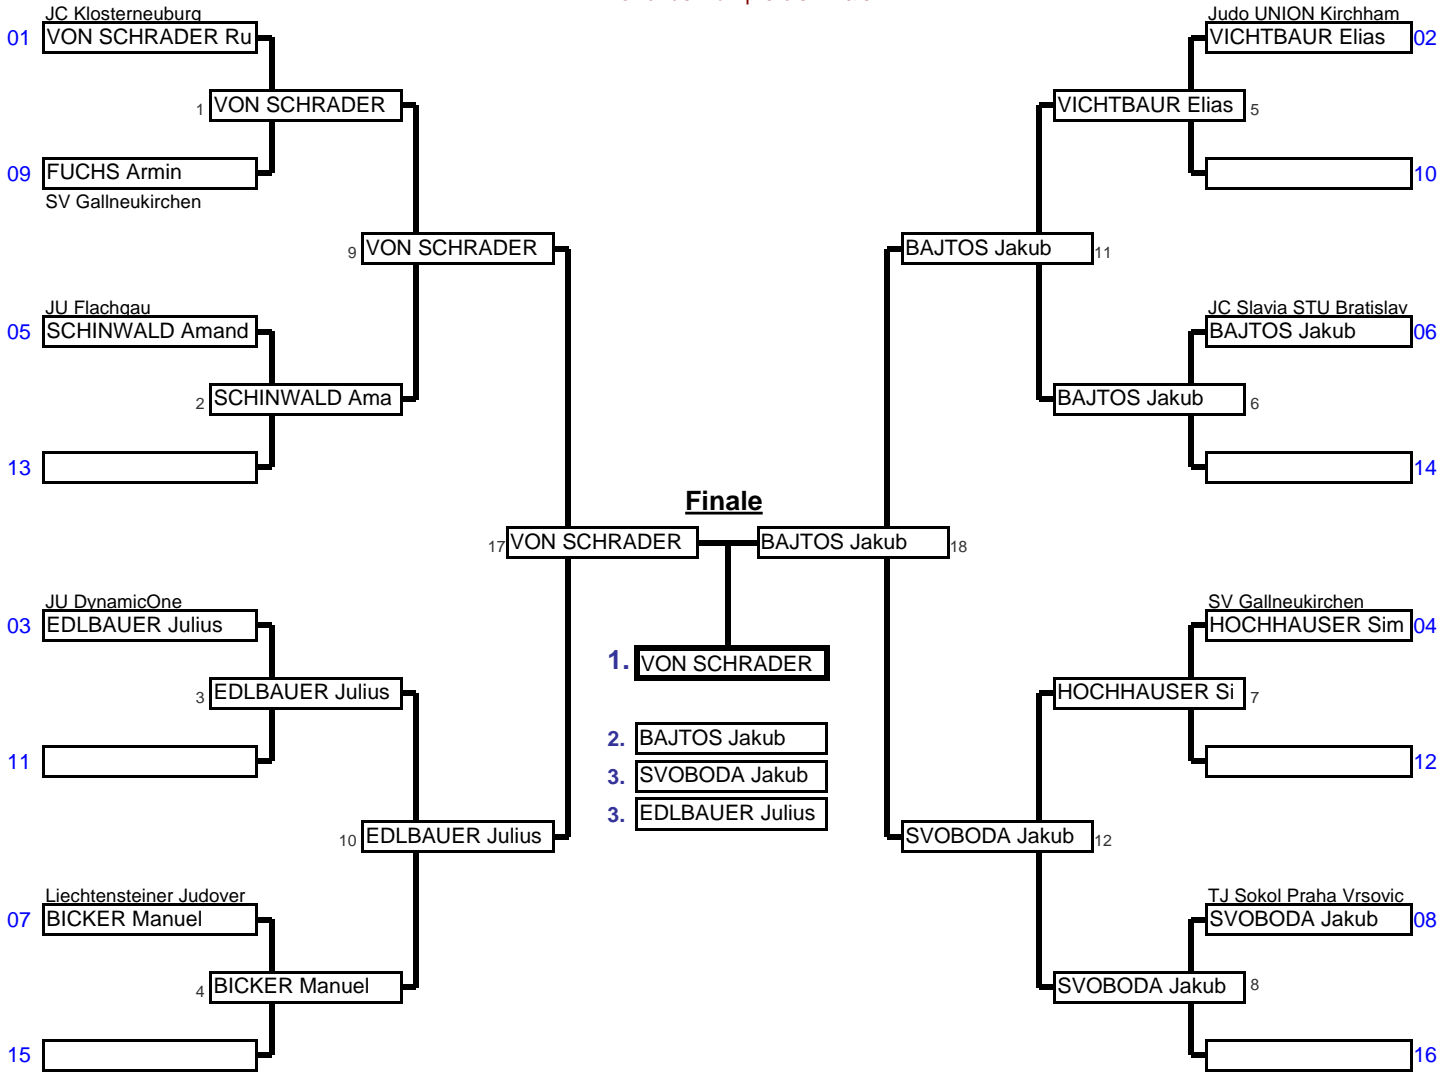 JC Klosterneuburg
01 VON SCHRADER Ru
1 VON SCHRADER
09 FUCHS Armin
SV Gallneukirchen
9 VON SCHRADER
JU Flachgau
05 SCHINWALD Amand
2 SCHINWALD Ama
13
17 VON SCHRADER
JU DynamicOne
03 EDLBAUER Julius
3 EDLBAUER Julius
11
10 EDLBAUER Julius
Liechtensteiner Judover
07 BICKER Manuel
4 BICKER Manuel
15
Finale
1. VON SCHRADER
2. BAJTOS Jakub
3. SVOBODA Jakub
3. EDLBAUER Julius
Judo UNION Kirchham
VICHTBAUR Elias 02
VICHTBAUR Elias 5
10
BAJTOS Jakub 11
JC Slavia STU Bratislav
BAJTOS Jakub 06
BAJTOS Jakub 6
14
BAJTOS Jakub 18
SV Gallneukirchen
HOCHHAUSER Sim 04
HOCHHAUSER Si 7
12
SVOBODA Jakub 12
TJ Sokol Praha Vrsovic
SVOBODA Jakub 08
SVOBODA Jakub 8
16